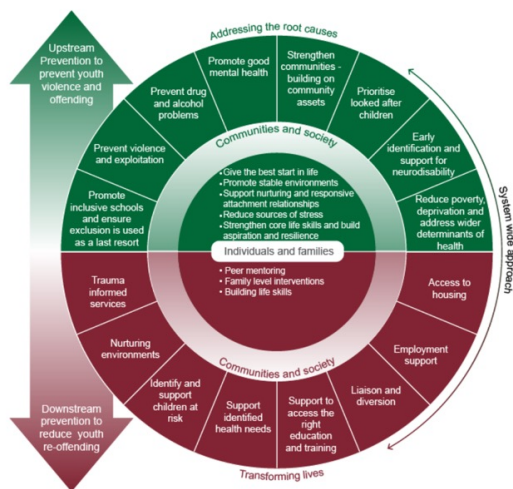 Addressing the root causes
Upstream
Prevention to
prevent youth
violence and
offending
Promote
inclusive schools
and ensure
exclusion is used
as a last resort
Prevent violence
and exploitation
Prevent drug
and alcohol
problems
Promote good
mental health
Strengthen
communities -
building on
community
assets
Prioritise
looked after
children
Early
identification and
support for
neurodisability
Reduce poverty,
deprivation and
address wider
determinants of
health
System wide approach
Communities and society
•Give the best start in life
•Promote stable environments
•Support nurturing and responsive
attachment relationships
•Reduce sources of stress
•Strengthen core life skills and build
aspiration and resilience
Individuals and families
•Peer mentoring
•Family level interventions
•Building life skills
Communities and society
Trauma
informed
services
Nurturing
environments
Identify and
support
children at
risk
Support
identified
health needs
Support to
access the
right
education
and training
Liaison and
diversion
Employment
support
Access to
housing
Downstream
prevention to
reduce youth
re-offending
Transforming lives